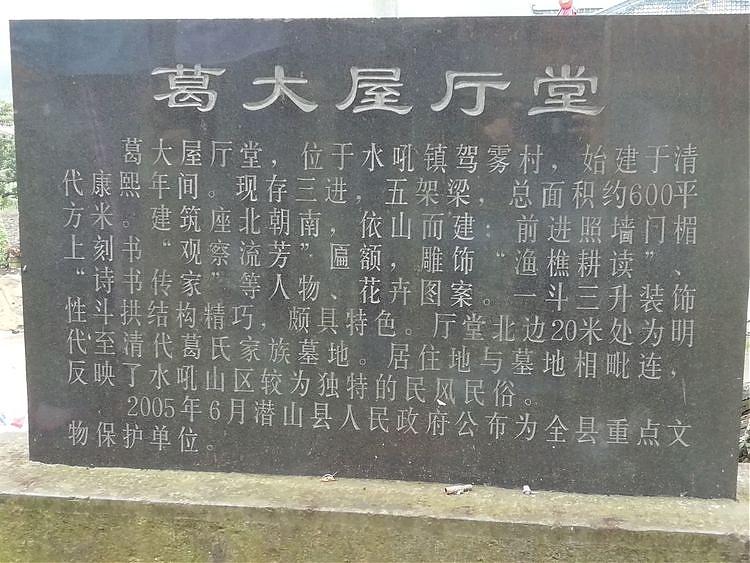 葛大屋厅堂
葛大屋厅堂，位于水吼镇驾雾村，始建于清
代康熙年间。现存三进，五架梁，总面积约600平
方米。建筑座北朝南，依山而建；前进照墙门楣
上刻书“观察流芳”匾额，雕饰“渔樵耕读”、
“诗书传家”等人物、花卉图案。一斗三升装饰
性斗拱结构精巧，颇具特色。厅堂北边20米处为明
代至清代葛氏家族墓地。居住地与墓地相毗连，
反映了水吼山区较为独特的民风民俗。
2005年6月潜山县人民政府公布为全县重点文
物保护单位。